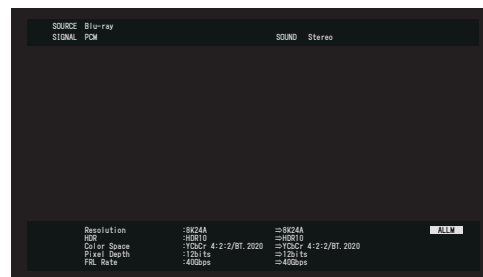 SOURCE Blu-ray
SIGNAL PCM SOUND Stereo
Resolution :8K24A ⇒8K24A ALLM
HDR :HDR10 ⇒HDR10
Color Space :YCbCr 4:2:2/BT.2020 ⇒YCbCr 4:2:2/BT.2020
Pixel Depth :12bits ⇒12bits
FRL Rate :40Gbps ⇒40Gbps